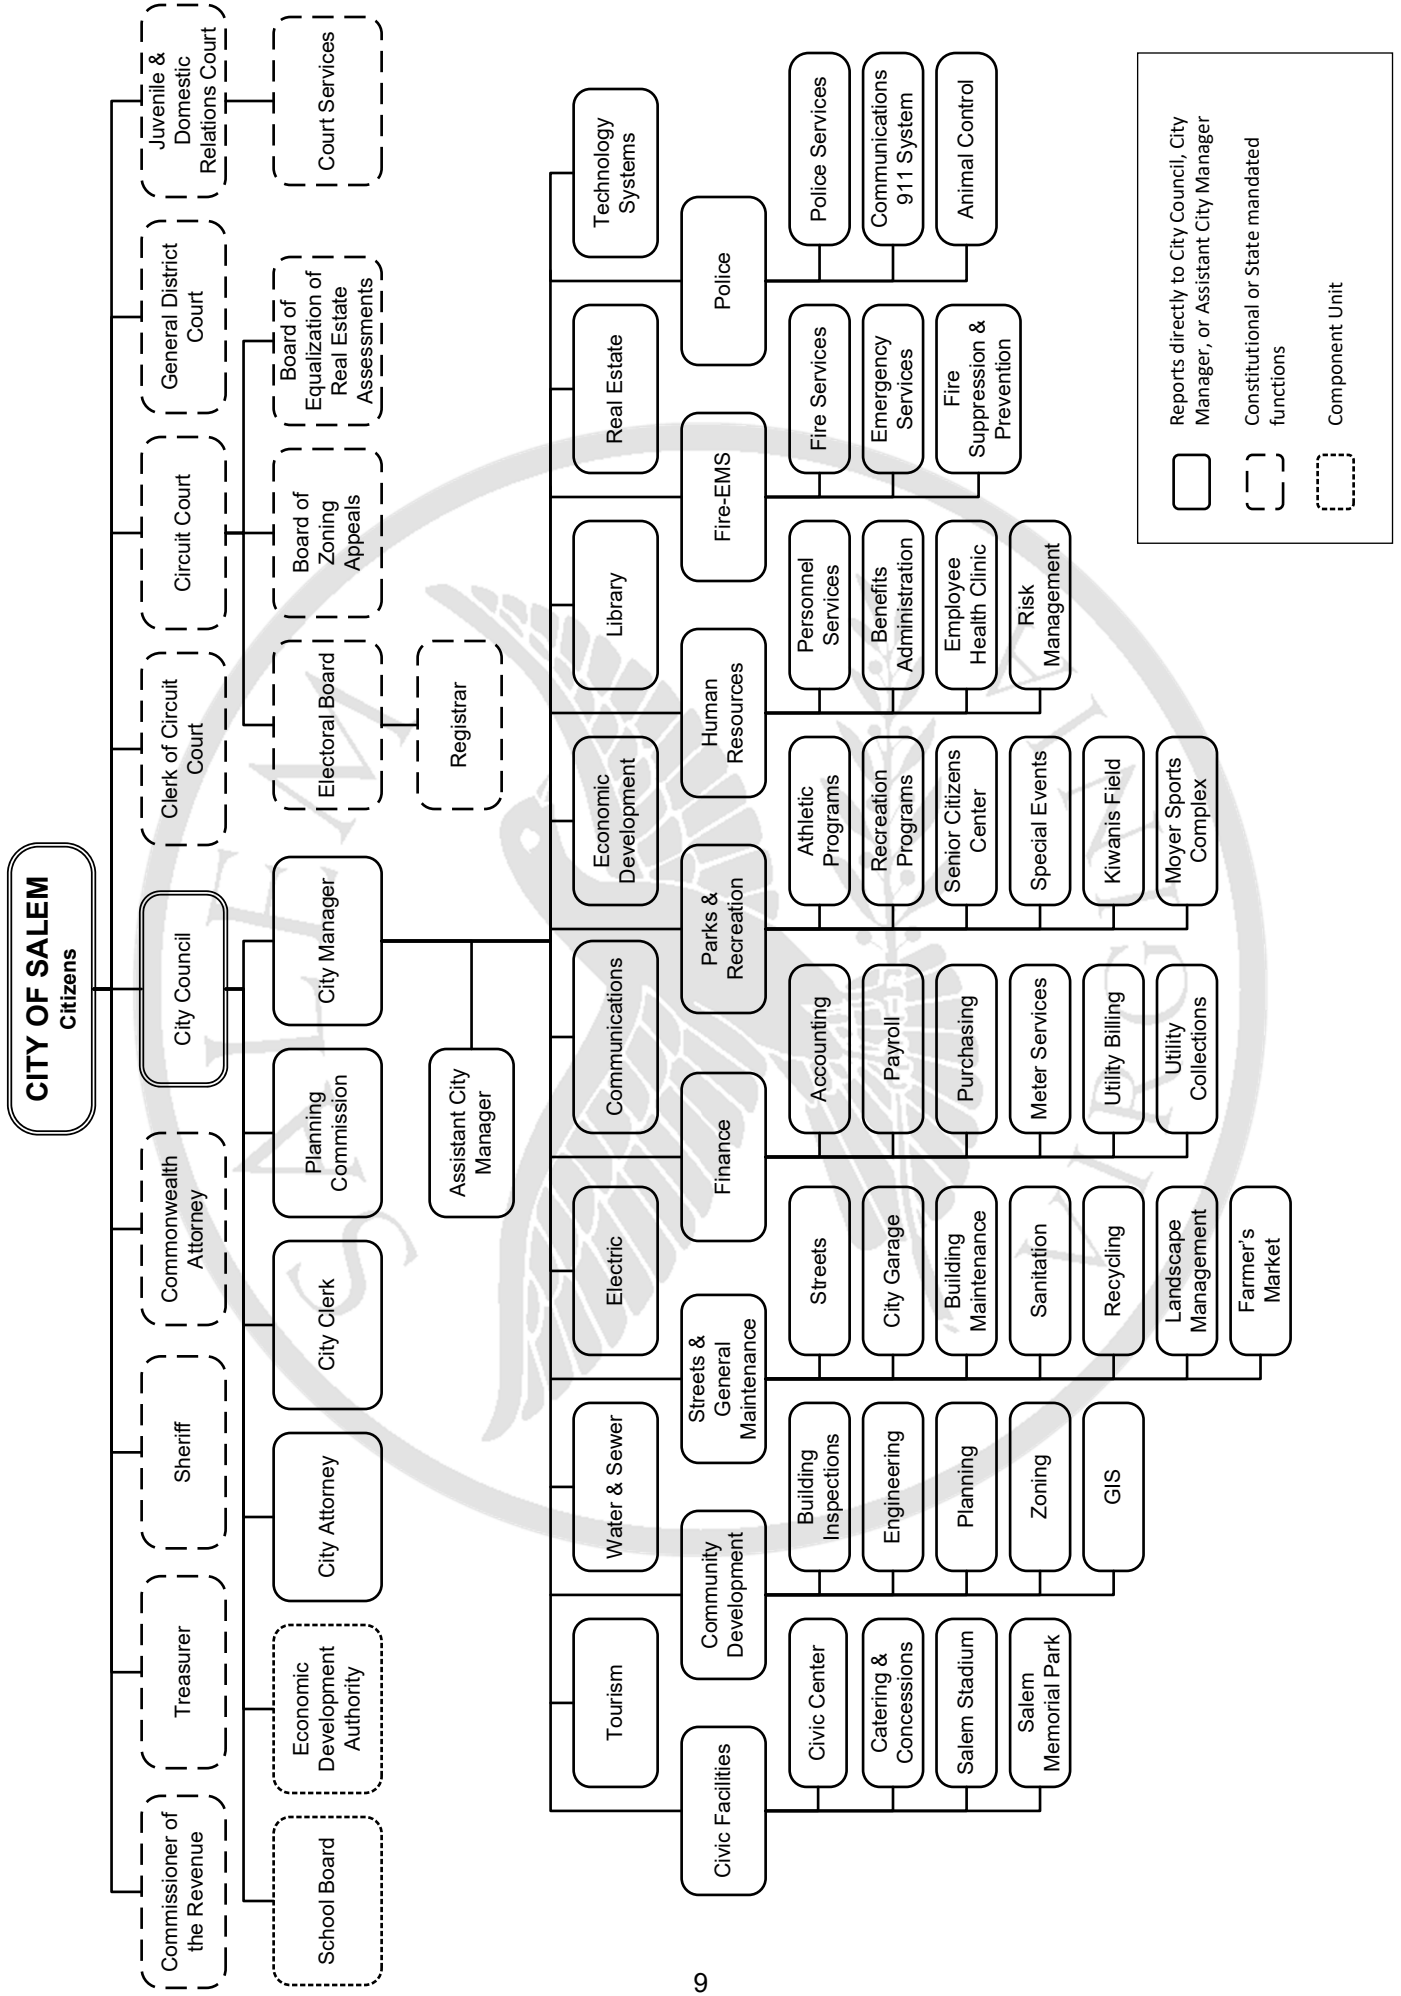 CITY OF SALEM
Citizens
Commissioner of
the Revenue
Treasurer
Sheriff
Commonwealth
Attorney
City Council
Clerk of Circuit
Court
Circuit Court
General District
Court
Juvenile &
Domestic
Relations Court
School Board
Economic
Development
Authority
City Attorney
City Clerk
Planning
Commission
City Manager
Electoral Board
Board of
Zoning
Appeals
Board of
Equalization of
Real Estate
Assessments
Court Services
Assistant City
Manager
Registrar
Tourism
Water & Sewer
Electric
Communications
Economic
Development
Library
Real Estate
Technology
Systems
Civic Facilities
Community
Development
Streets &
General
Maintenance
Finance
Parks &
Recreation
Human
Resources
Fire-EMS
Police
Civic Center
Catering &
Concessions
Salem Stadium
Salem
Memorial Park
Building
Inspections
Engineering
Planning
Zoning
GIS
Streets
City Garage
Building
Maintenance
Sanitation
Recycling
Landscape
Management
Farmer’s
Market
Accounting
Payroll
Purchasing
Meter Services
Utility Billing
Utility
Collections
Athletic
Programs
Recreation
Programs
Senior Citizens
Center
Special Events
Kiwanis Field
Moyer Sports
Complex
Personnel
Services
Benefits
Administration
Employee
Health Clinic
Risk
Management
Fire Services
Emergency
Services
Fire
Suppression &
Prevention
Police Services
Communications
911 System
Animal Control
Reports directly to City Council, City
Manager, or Assistant City Manager
Constitutional or State mandated
functions
Component Unit
SALEM
VIRGINIA
9